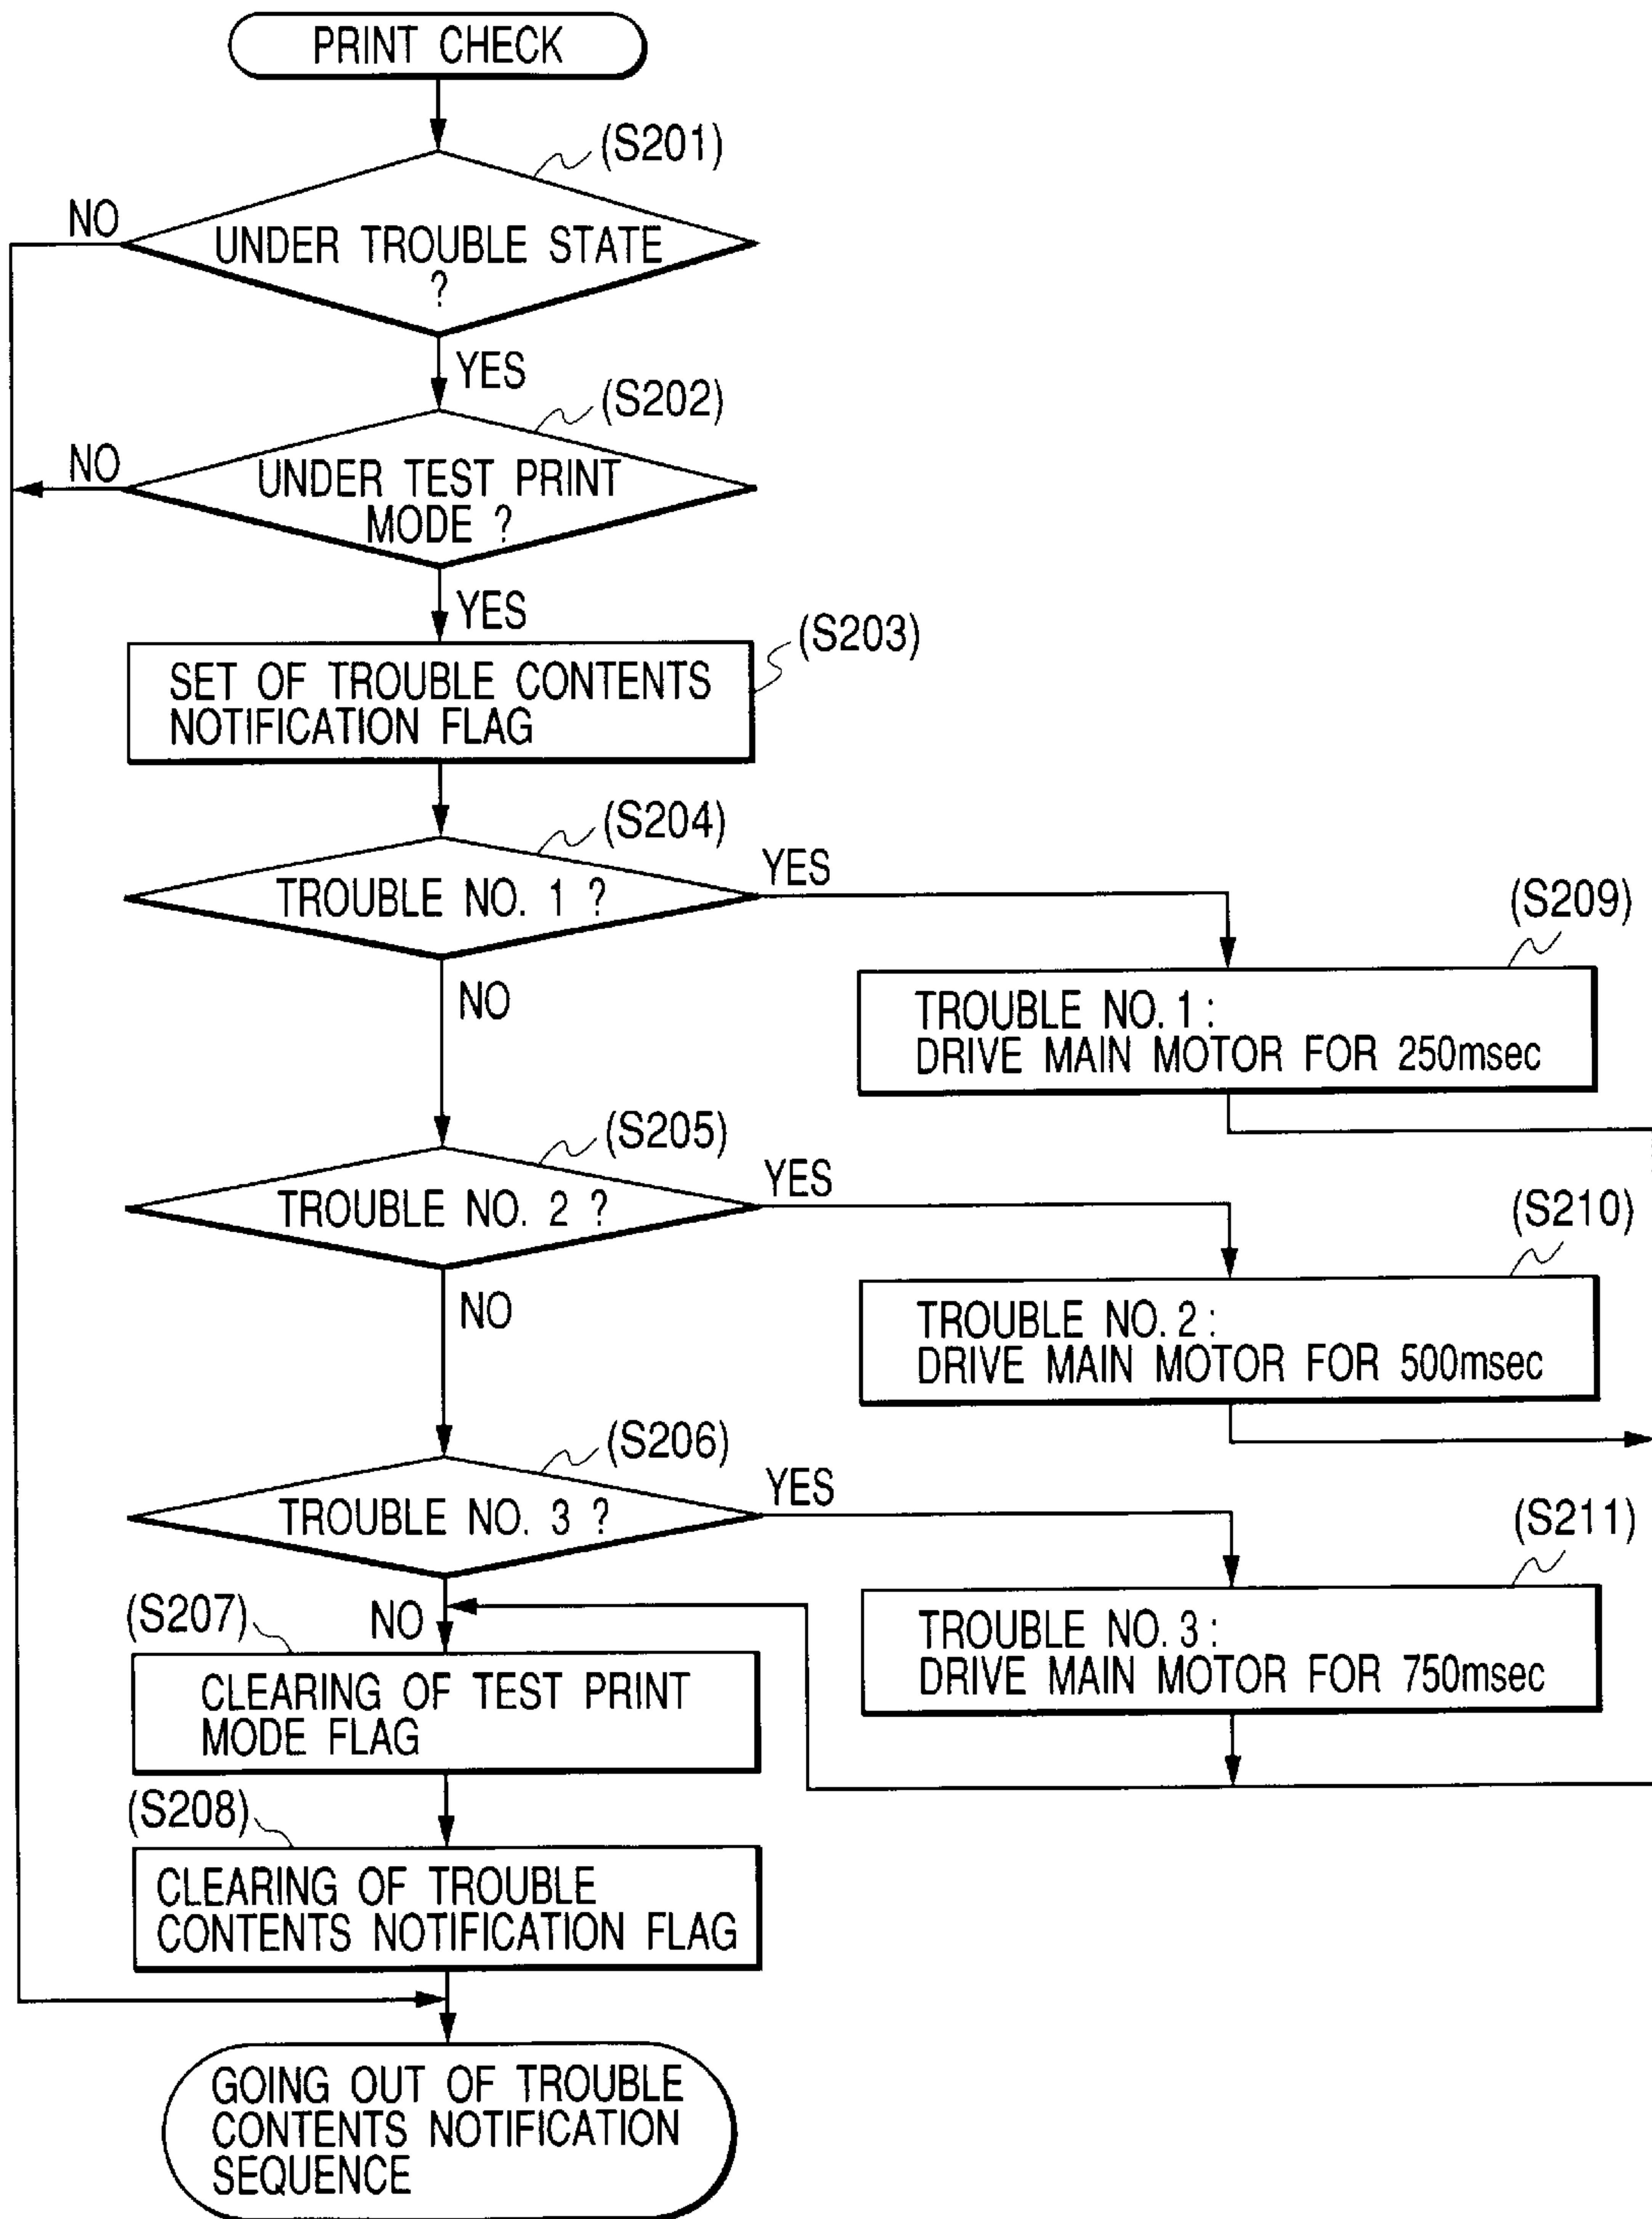 PRINT CHECK
(S201)
NO
UNDER TROUBLE STATE
?
YES
(S202)
NO
UNDER TEST PRINT
MODE ?
YES
(S203)
SET OF TROUBLE CONTENTS
NOTIFICATION FLAG
(S204)
TROUBLE NO. 1 ?
YES
NO
(S209)
TROUBLE NO. 1 :
DRIVE MAIN MOTOR FOR 250msec
(S205)
TROUBLE NO. 2 ?
YES
NO
(S210)
TROUBLE NO. 2 :
DRIVE MAIN MOTOR FOR 500msec
(S206)
TROUBLE NO. 3 ?
YES
NO
(S211)
TROUBLE NO. 3 :
DRIVE MAIN MOTOR FOR 750msec
(S207)
CLEARING OF TEST PRINT
MODE FLAG
(S208)
CLEARING OF TROUBLE
CONTENTS NOTIFICATION FLAG
GOING OUT OF TROUBLE
CONTENTS NOTIFICATION
SEQUENCE